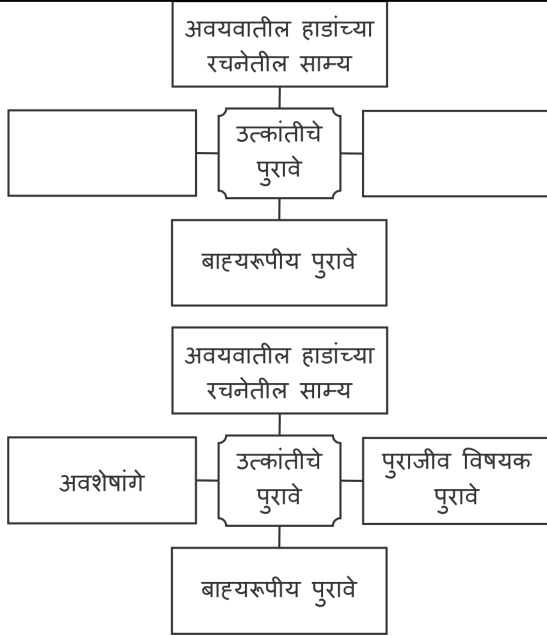 अवयवातील हाडांच्या
रचनेतील साम्य
उत्कांतीचे
पुरावे
बाह्यरूपीय पुरावे
अवयवातील हाडांच्या
रचनेतील साम्य
अवशेषांगे
उत्कांतीचे
पुरावे
पुराजीव विषयक
पुरावे
बाह्यरूपीय पुरावे